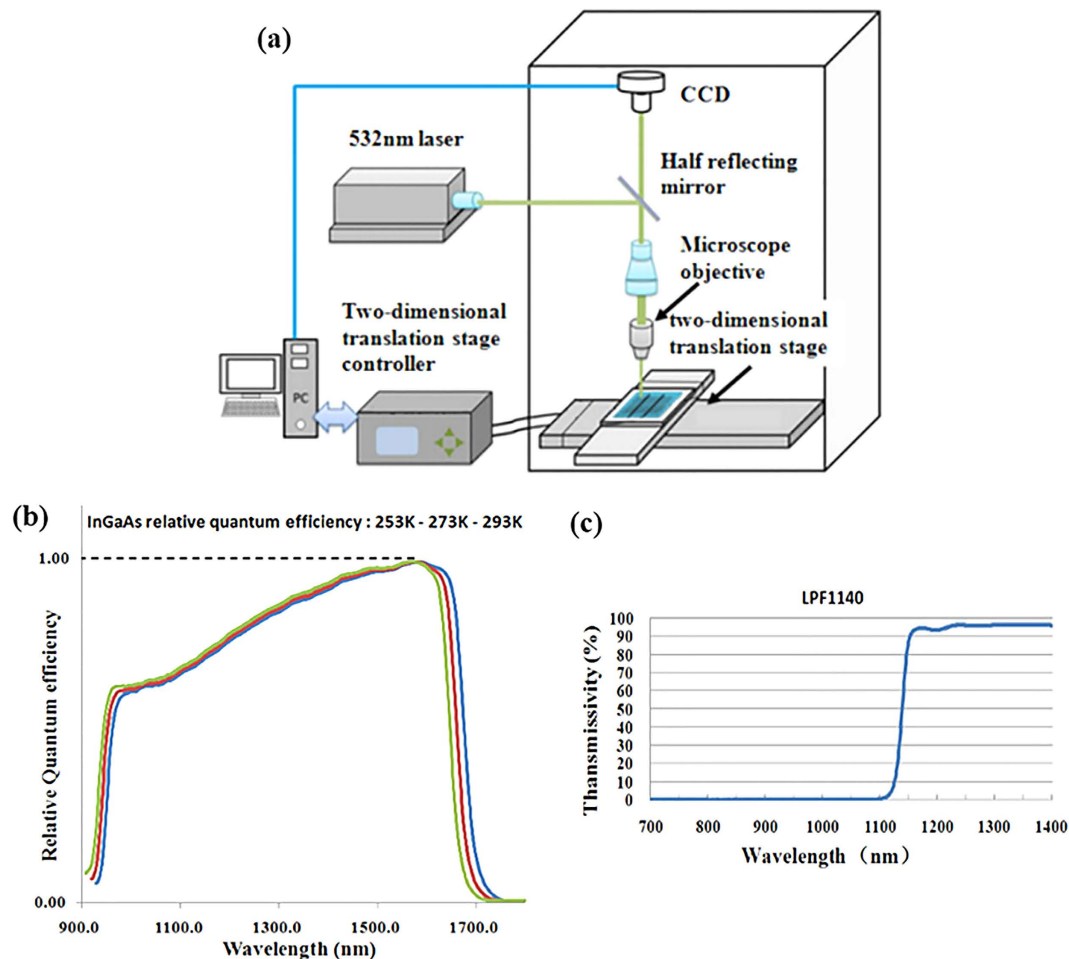 (a)
CCD
532nm laser
Half reflecting
mirror
Microscope
objective
Two-dimensional
translation stage
controller
two-dimensional
translation stage
PC
(b)
InGaAs relative quantum efficiency : 253K - 273K - 293K
1.00
Relative Quantum efficiency
0.00
900.0 1100.0 1300.0 1500.0 1700.0
Wavelength (nm)
(c)
LPF1140
Thansmissivity (%)
100
90
80
70
60
50
40
30
20
10
0
700 800 900 1000 1100 1200 1300 1400
Wavelength（nm）